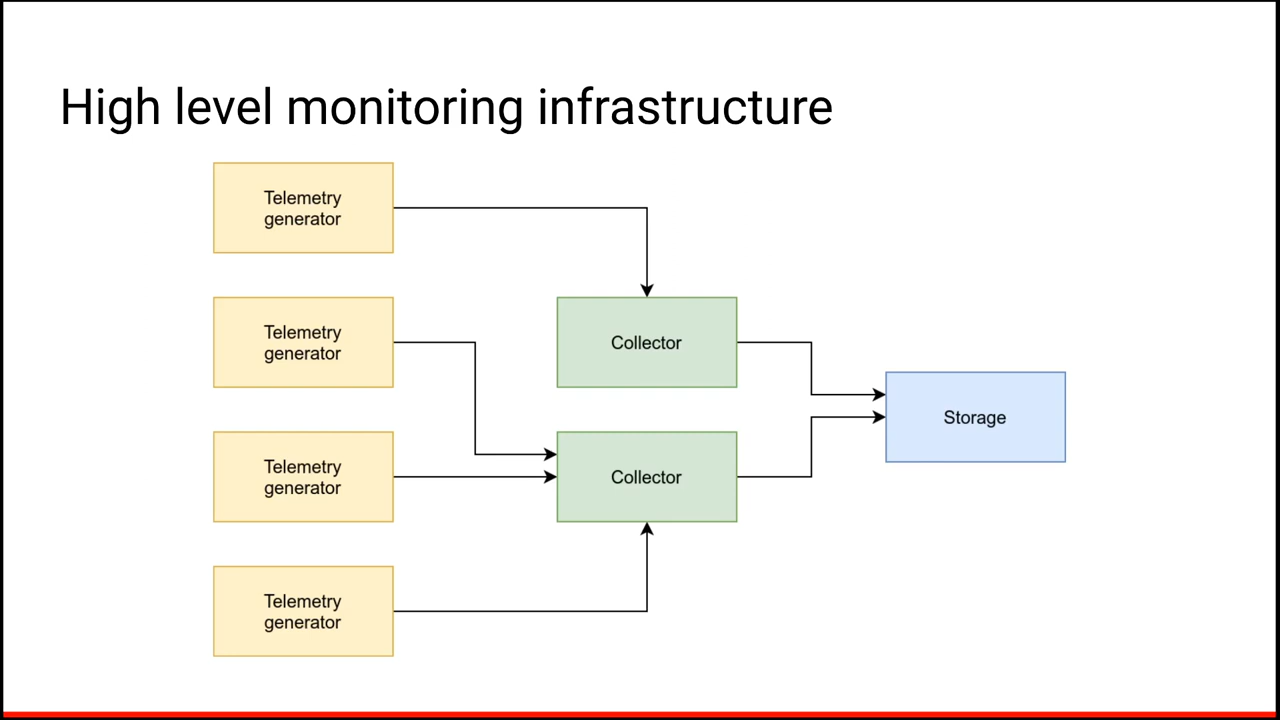 High level monitoring infrastructure
Telemetry
generator
Telemetry
generator
Collector
Storage
Telemetry
generator
Collector
Telemetry
generator